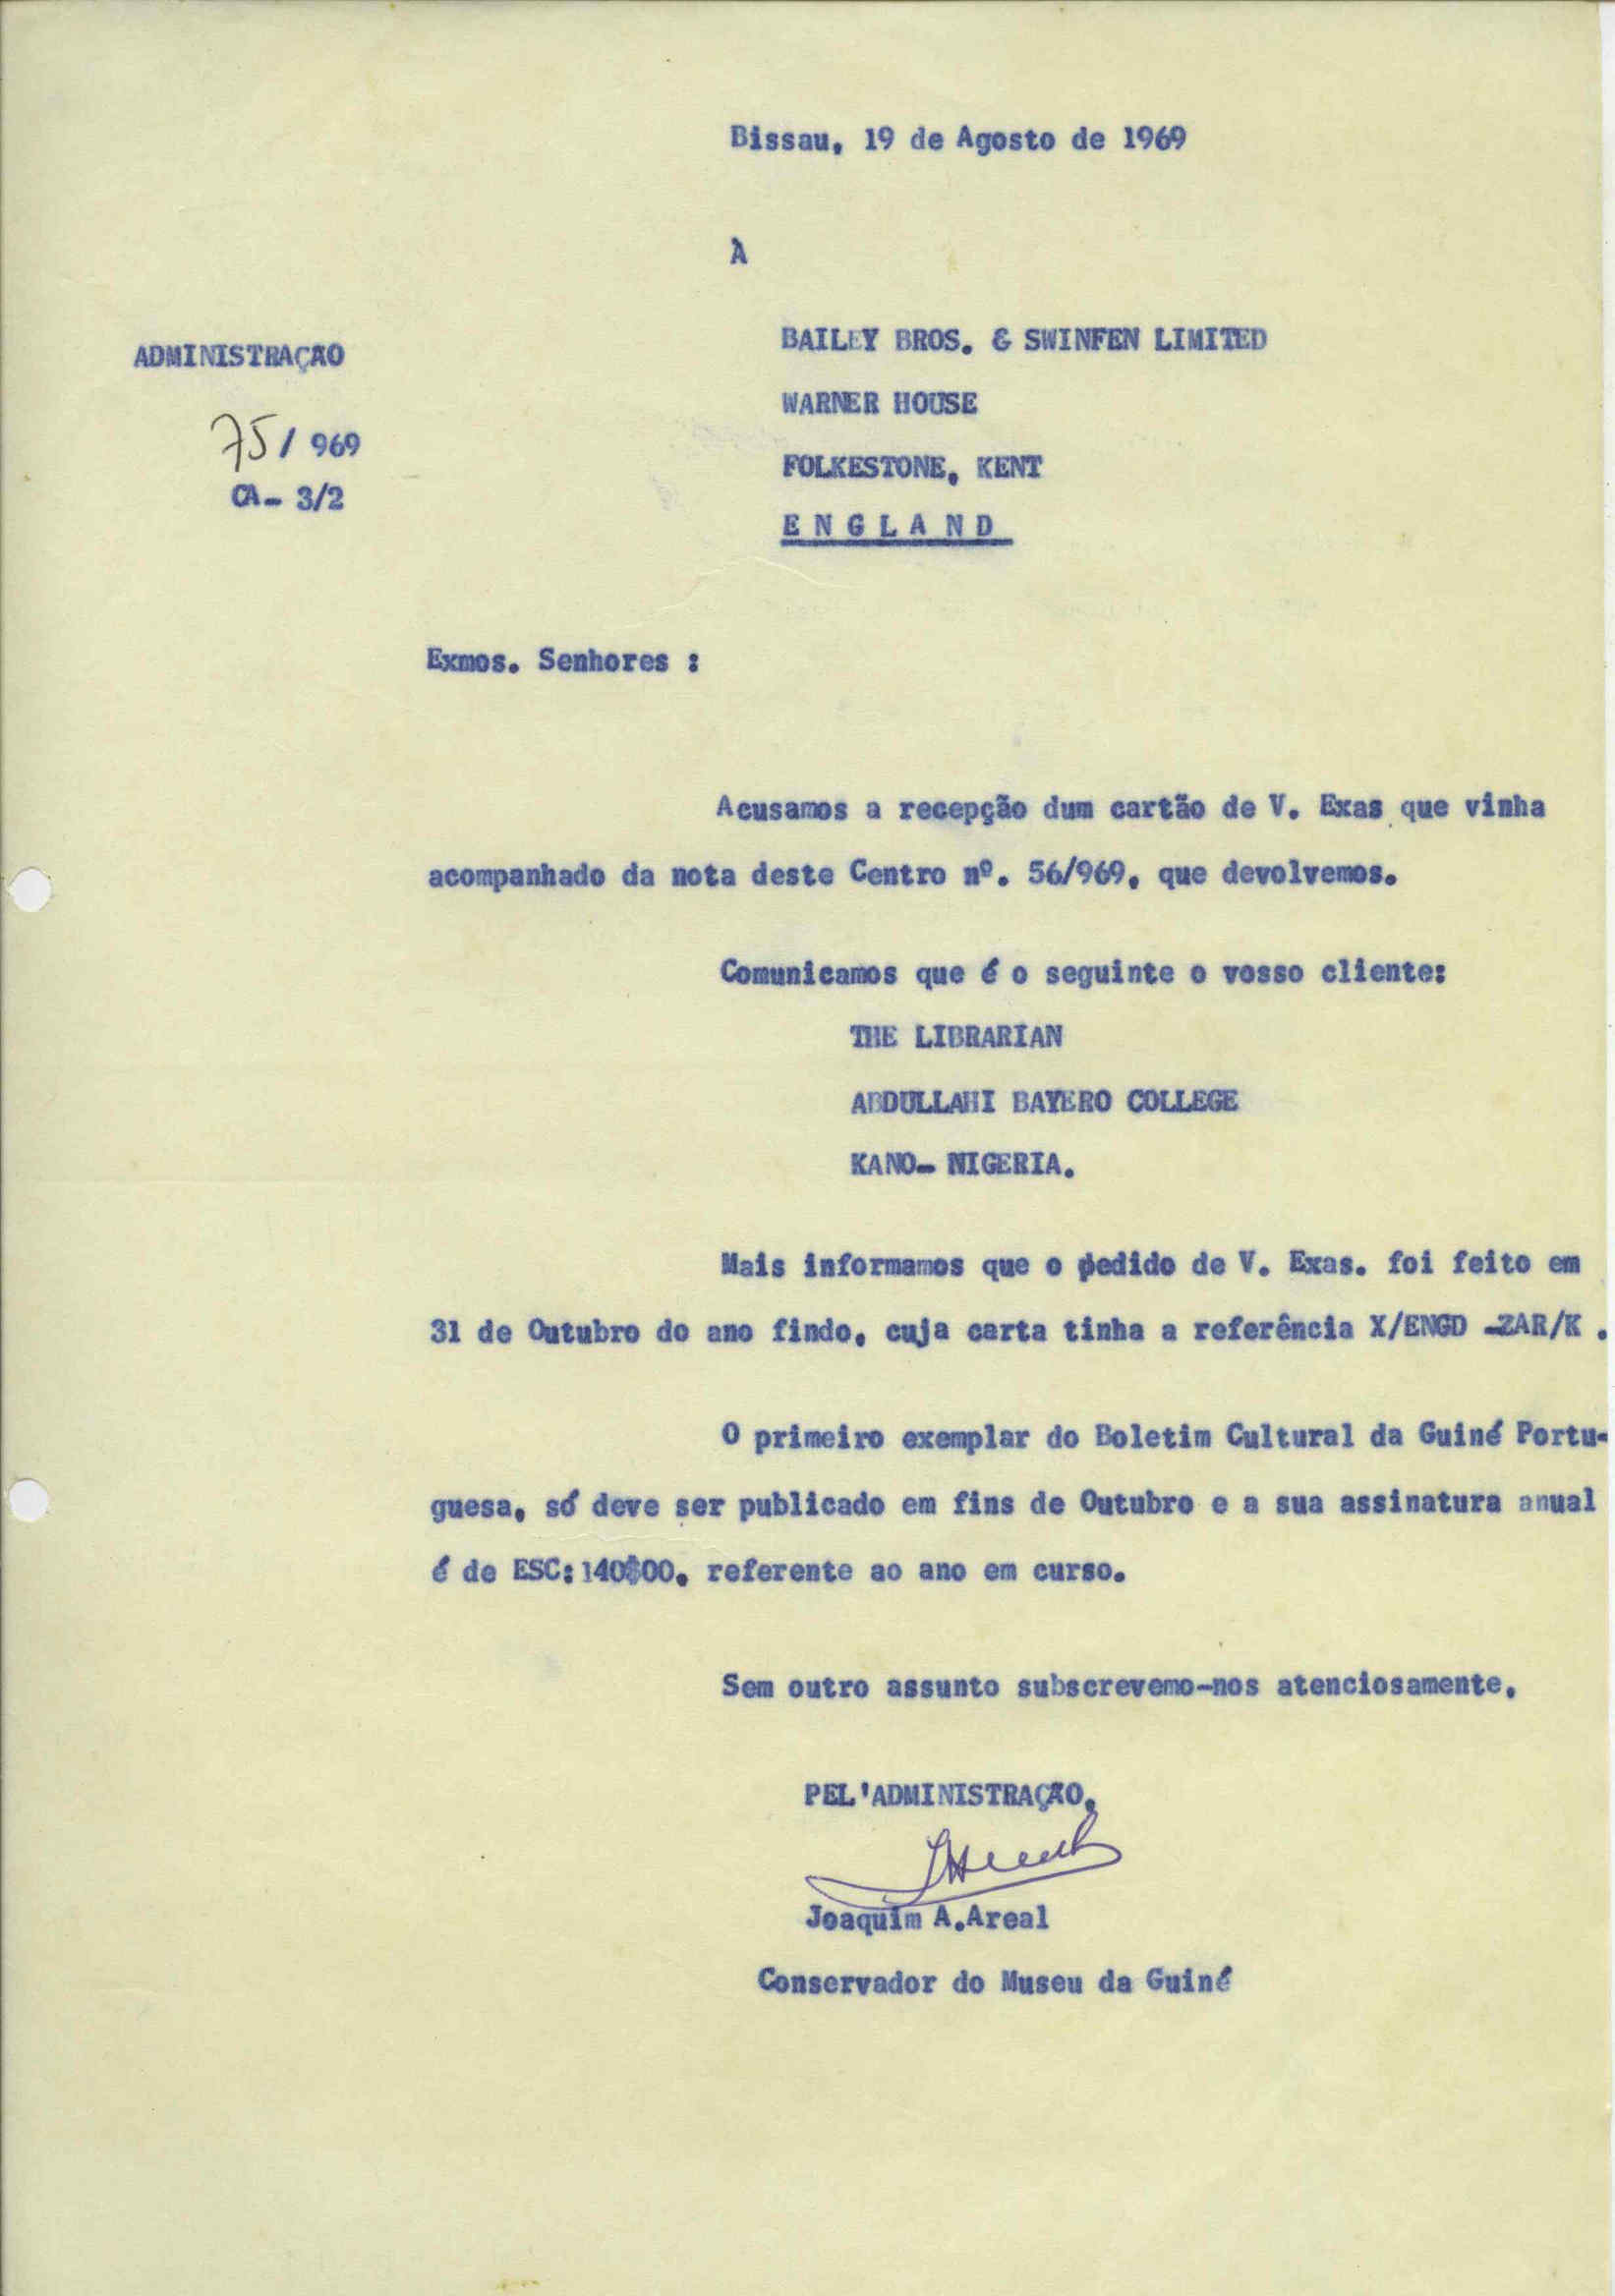 Bissau, 19 de Agosto de 1969
À
BAILEY BROS. & SWINFEN LIMITED
ADMINISTRAÇÃO
WARNER HOUSE
75/ 969
FOLKESTONE, KENT
CA- 3/2
ENGLAND
Exmos. Senhores :
Acusamos a recepção dum cartão de V. Exas que vinha
acompanhado da nota deste Centro nº. 56/969, que devolvemos.
Comunicamos que é o seguinte o vosso cliente:
THE LIBRARIAN
ABDULLAHI BAYERO COLLEGE
KANO- NIGERIA.
Mais informamos que o pedido de V. Exas. foi feito em
31 de Outubro do ano findo, cuja carta tinha a referência X/ENGD -ZAR/K .
O primeiro exemplar do Boletim Cultural da Guiné Portu-
guesa, só deve ser publicado em fins de Outubro e a sua assinatura anual
é de ESC:140$00, referente ao ano em curso.
Sem outro assunto subscrevemo-nos atenciosamente,
PEL'ADMINISTRAÇÃO,
Joaquim A.Areal
Conservador do Museu da Guiné